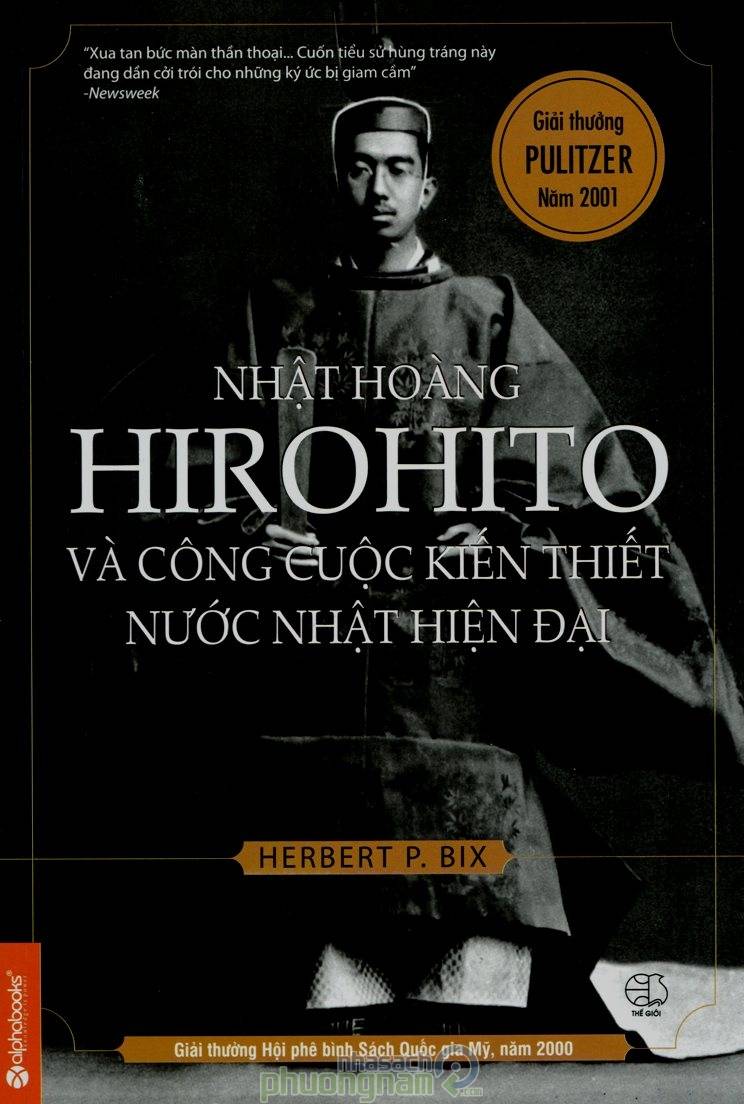 “Xua tan bức màn thần thoại... Cuốn tiểu sử hùng tráng này
đang dần cởi trói cho những ký ức bị giam cầm”
-Newsweek
Giải thưởng
PULITZER
Năm 2001
NHẬT HOÀNG
HIROHITO
VÀ CÔNG CUỘC KIẾN THIẾT
NƯỚC NHẬT HIỆN ĐẠI
HERBERT P. BIX
alphabooks®
THẾ GIỚI
Giải thưởng Hội phê bình Sách Quốc gia Mỹ, năm 2000
nhasach
phuongnam
.com